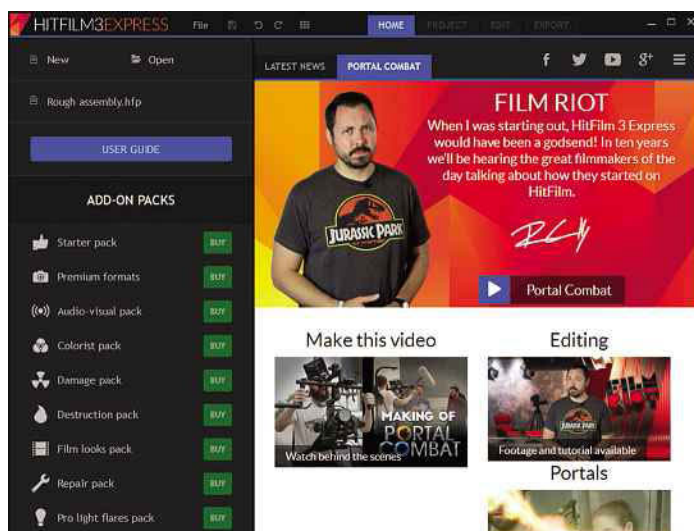 HITFILM3EXPRESS
File
HOME
PROJECT
EDIT
EXPORT
New
Open
LATEST NEWS
PORTAL COMBAT
8+
Rough assembly.hfp
USER GUIDE
ADD-ON PACKS
Starter pack
BUY
Premium formats
BUY
Audio-visual pack
BUY
Colorist pack
BUY
Damage pack
BUY
Destruction pack
BUY
Film looks pack
BUY
Repair pack
BUY
Pro light flares pack
BUY
FILM RIOT
When I was starting out, HitFilm 3 Express
would have been a godsend! In ten years
we'll be hearing the great filmmakers of the
day talking about how they started on
HitFilm.
JURASSIC PARK
Portal Combat
Make this video
MAKING OF
PORTAL
COMBAT
Watch behind the scenes
Editing
JURASSIC PARK
Footage and tutorial available
Portals